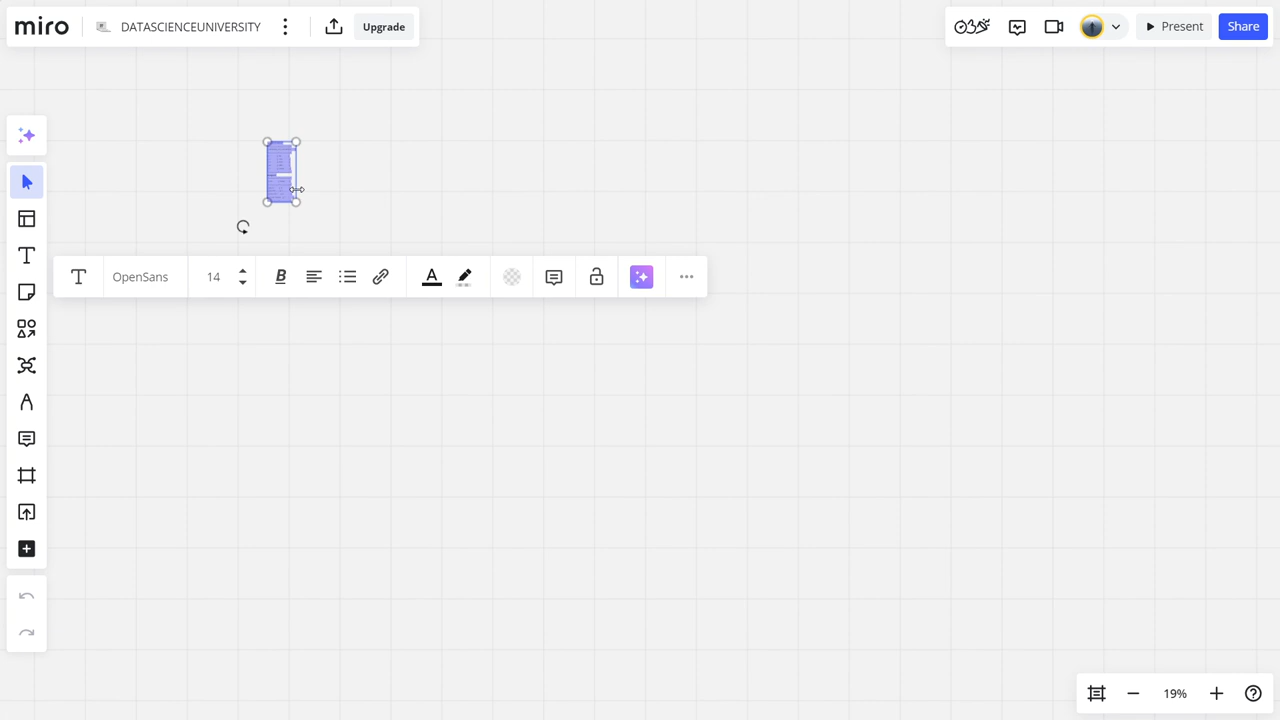 miro DATASCIENCEUNIVERSITY Upgrade Present Share
OpenSans 14 B A
19%